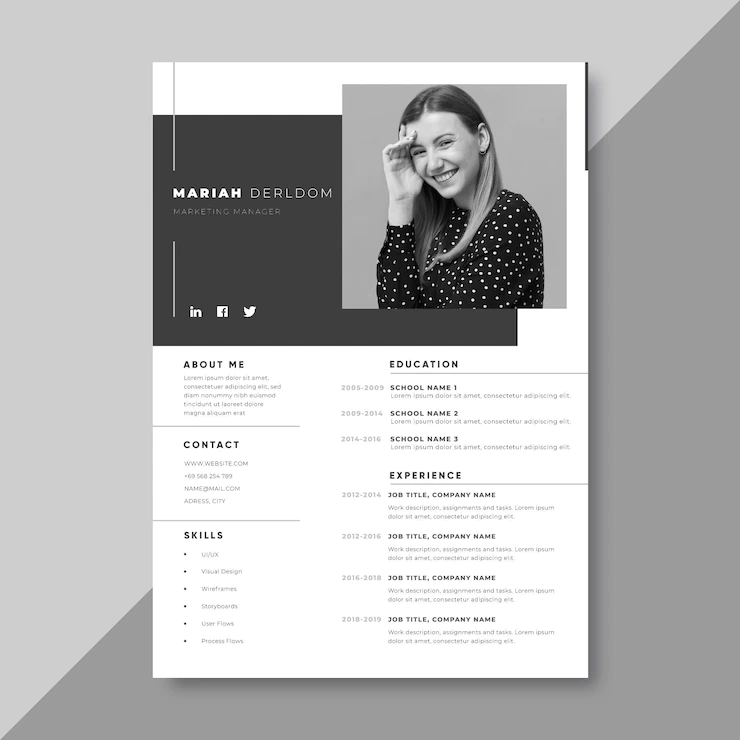 MARIAH DERLDOM
MARKETING MANAGER
ABOUT ME
Lorem ipsum dolor sit amet,
consectetuer adipiscing elit,
sed diam nonummy nibh
euismod tincidunt ut dolore
magna aliquam erat
CONTACT
WWW.WEBSITE.COM
+69 568 254 789
NAME@MAIL.COM
ADRESS, CITY
SKILLS
UI/UX
Visual Design
Wireframes
Storyboards
User Flows
Process Flows
EDUCATION
2005-2009 SCHOOL NAME 1
Lorem ipsum dolor sit amet, consectetur adipiscing elit.
2009-2014 SCHOOL NAME 2
Lorem ipsum dolor sit amet, consectetur adipiscing elit.
2014-2016 SCHOOL NAME 3
Lorem ipsum dolor sit amet, consectetur adipiscing elit.
EXPERIENCE
2012-2014 JOB TITLE, COMPANY NAME
Work description, assignments and tasks. Lorem ipsum
dolor sit amet, consectetur adipiscing elit.
2012-2016 JOB TITLE, COMPANY NAME
Work description, assignments and tasks. Lorem ipsum
dolor sit amet, consectetur adipiscing elit.
2016-2018 JOB TITLE, COMPANY NAME
Work description, assignments and tasks. Lorem ipsum
dolor sit amet, consectetur adipiscing elit.
2018-2019 JOB TITLE, COMPANY NAME
Work description, assignments and tasks. Lorem ipsum
dolor sit amet, consectetur adipiscing elit.